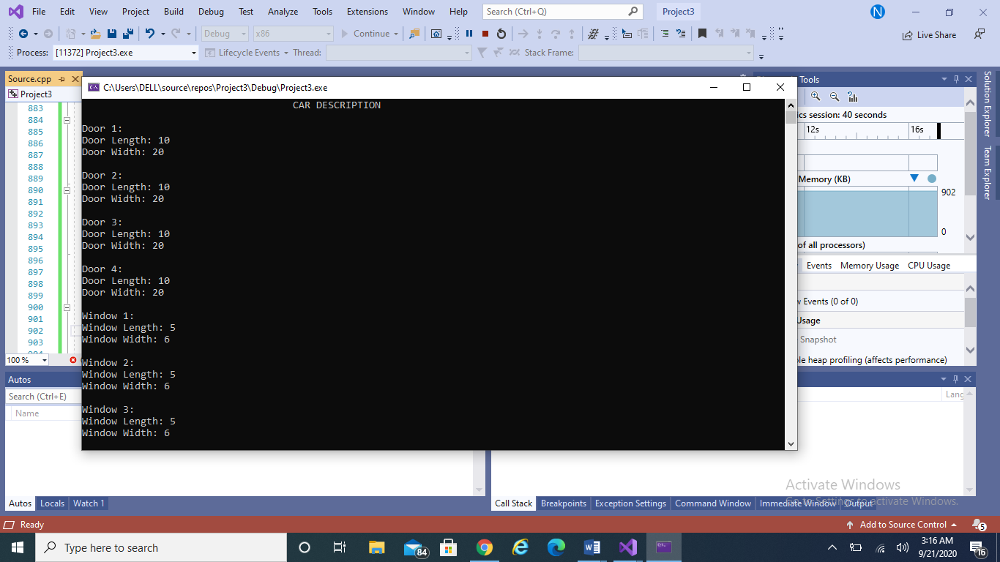 File Edit View Project Build Debug Test Analyze Tools Extensions Window Help Search (Ctrl+Q) Project3 N
Debug x86 Continue Live Share
Process: [11372] Project3.exe Lifecycle Events Thread: Stack Frame:
Source.cpp
Project3
883
884
885
886
887
888
889
890
891
892
893
894
895
896
897
898
899
900
901
902
903
100 %
C:\Users\DELL\source\repos\Project3\Debug\Project3.exe
CAR DESCRIPTION
Door 1:
Door Length: 10
Door Width: 20
Door 2:
Door Length: 10
Door Width: 20
Door 3:
Door Length: 10
Door Width: 20
Door 4:
Door Length: 10
Door Width: 20
Window 1:
Window Length: 5
Window Width: 6
Window 2:
Window Length: 5
Window Width: 6
Window 3:
Window Length: 5
Window Width: 6
Tools
cs session: 40 seconds
12s 16s
Memory (KB)
902
0
of all processors)
Events Memory Usage CPU Usage
Events (0 of 0)
Usage
Snapshot
le heap profiling (affects performance)
Solution Explorer
Team Explorer
Autos
Search (Ctrl+E)
Name
Lang
Autos Locals Watch 1
Call Stack Breakpoints Exception Settings Command Window Immediate Window Output
Activate Windows
Go to Settings to activate Windows.
Ready
Add to Source Control 5
Type here to search
84
3:16 AM
9/21/2020
16